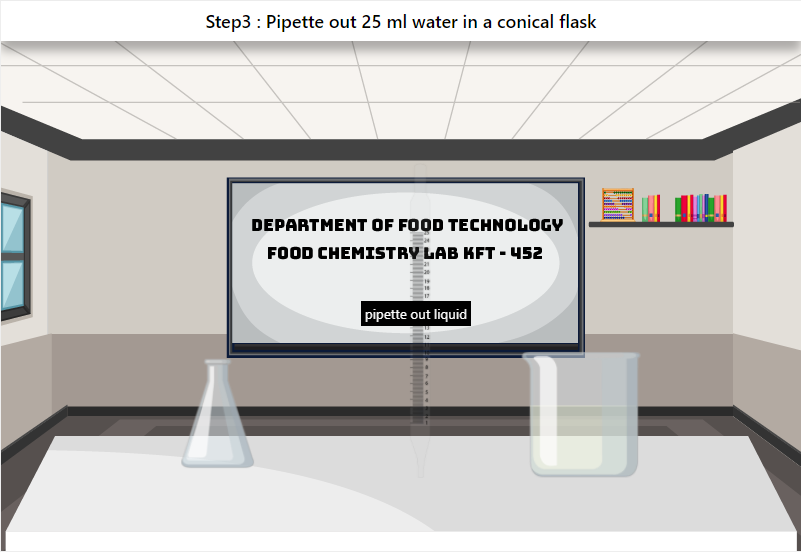 Step3 : Pipette out 25 ml water in a conical flask
DEPARTMENT OF FOOD TECHNOLOGY
FOOD CHEMISTRY LAB KFT - 452
pipette out liquid